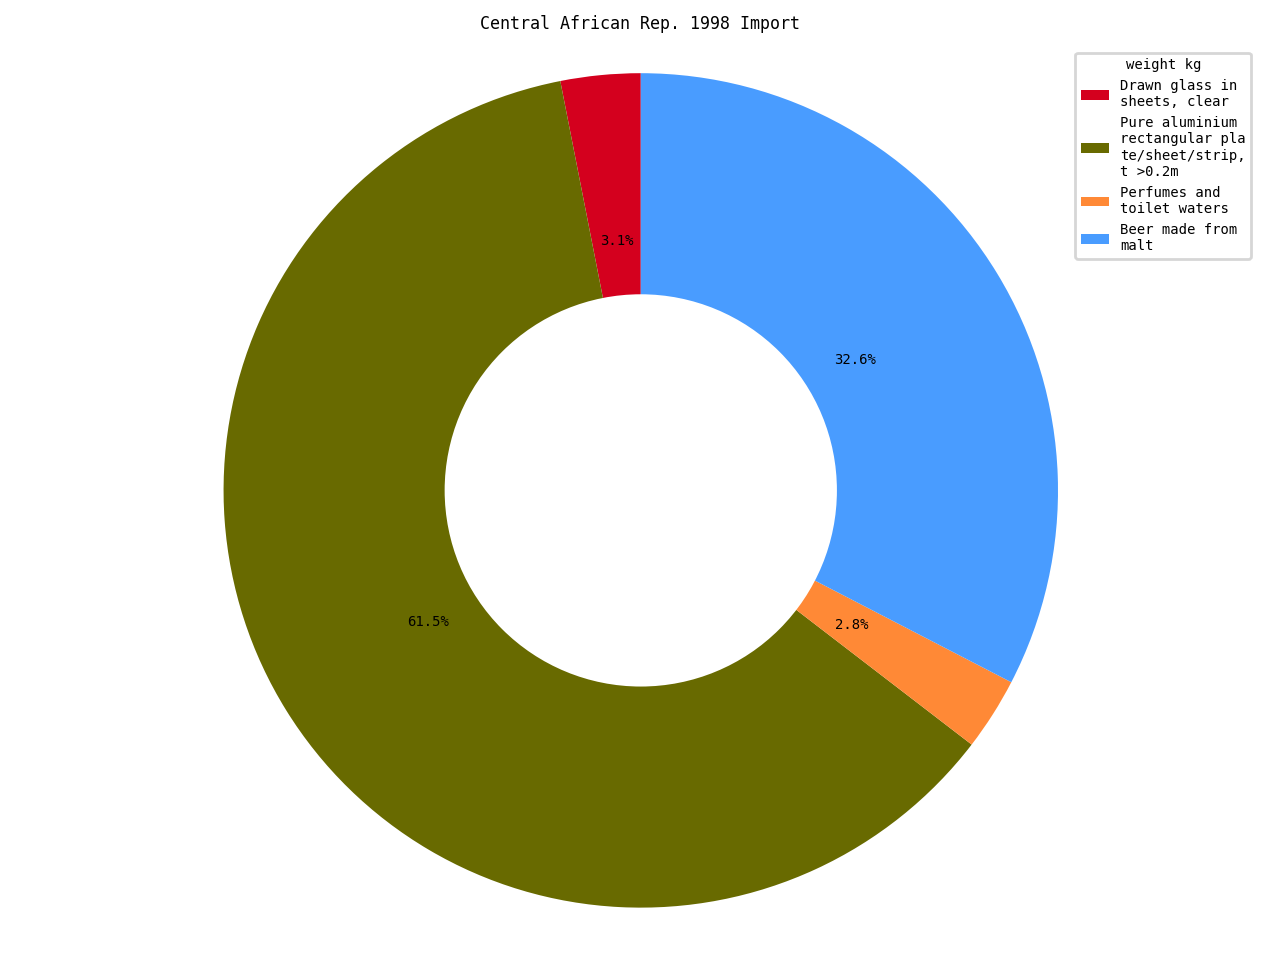 Central African Rep. 1998 Import
weight kg
Drawn glass in
sheets, clear
Pure aluminium
rectangular pla
te/sheet/strip,
t >0.2m
Perfumes and
toilet waters
Beer made from
malt
3.1%
32.6%
61.5%
2.8%